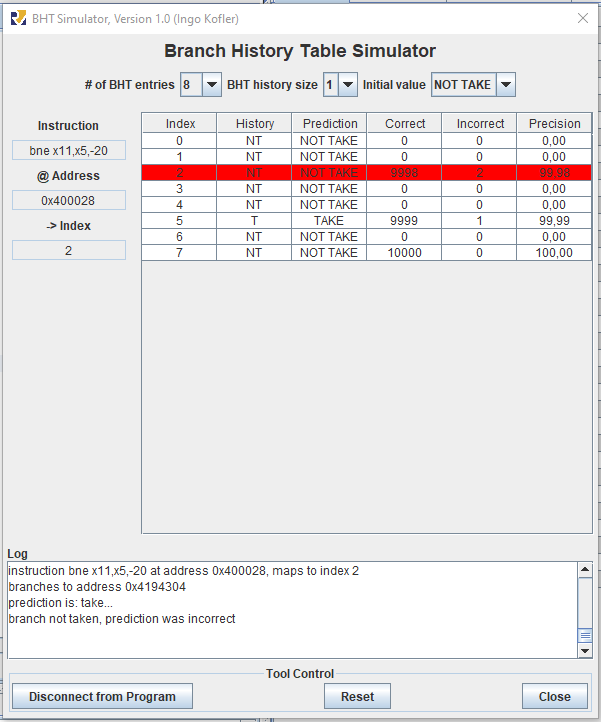 BHT Simulator, Version 1.0 (Ingo Kofler)
Branch History Table Simulator
# of BHT entries 8 BHT history size 1 Initial value NOT TAKE
Instruction
bne x11,x5,-20
@ Address
0x400028
-> Index
2
Index History Prediction Correct Incorrect Precision
0 NT NOT TAKE 0 0 0,00
1 NT NOT TAKE 0 0 0,00
2 NT NOT TAKE 9998 2 99,98
3 NT NOT TAKE 0 0 0,00
4 NT NOT TAKE 0 0 0,00
5 T TAKE 9999 1 99,99
6 NT NOT TAKE 0 0 0,00
7 NT NOT TAKE 10000 0 100,00
Log
instruction bne x11,x5,-20 at address 0x400028, maps to index 2
branches to address 0x4194304
prediction is: take...
branch not taken, prediction was incorrect
Tool Control
Disconnect from Program Reset Close